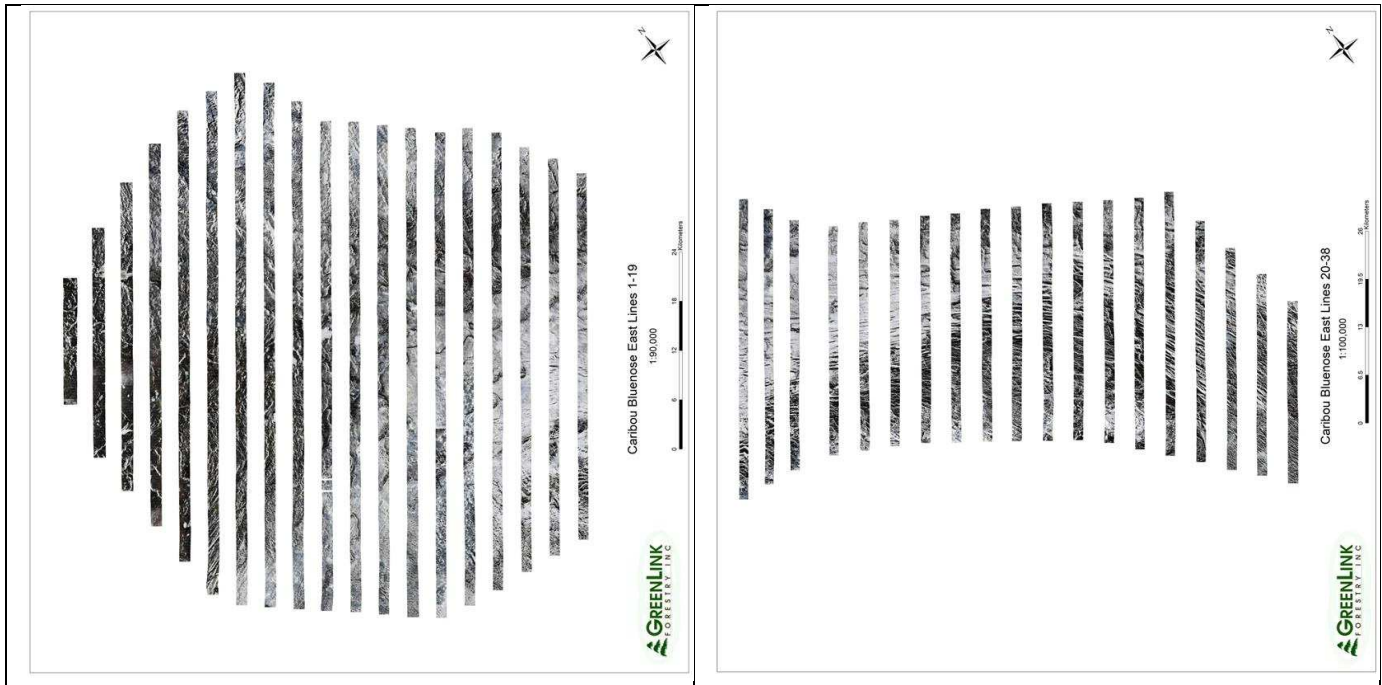 N
Caribou Bluenose East Lines 1-19
1:90,000
0 6 12 18 24
Kilometers
GREENLINK
FORESTRY INC
N
Caribou Bluenose East Lines 20-38
1:100,000
0 6.5 13 19.5 26
Kilometers
GREENLINK
FORESTRY INC